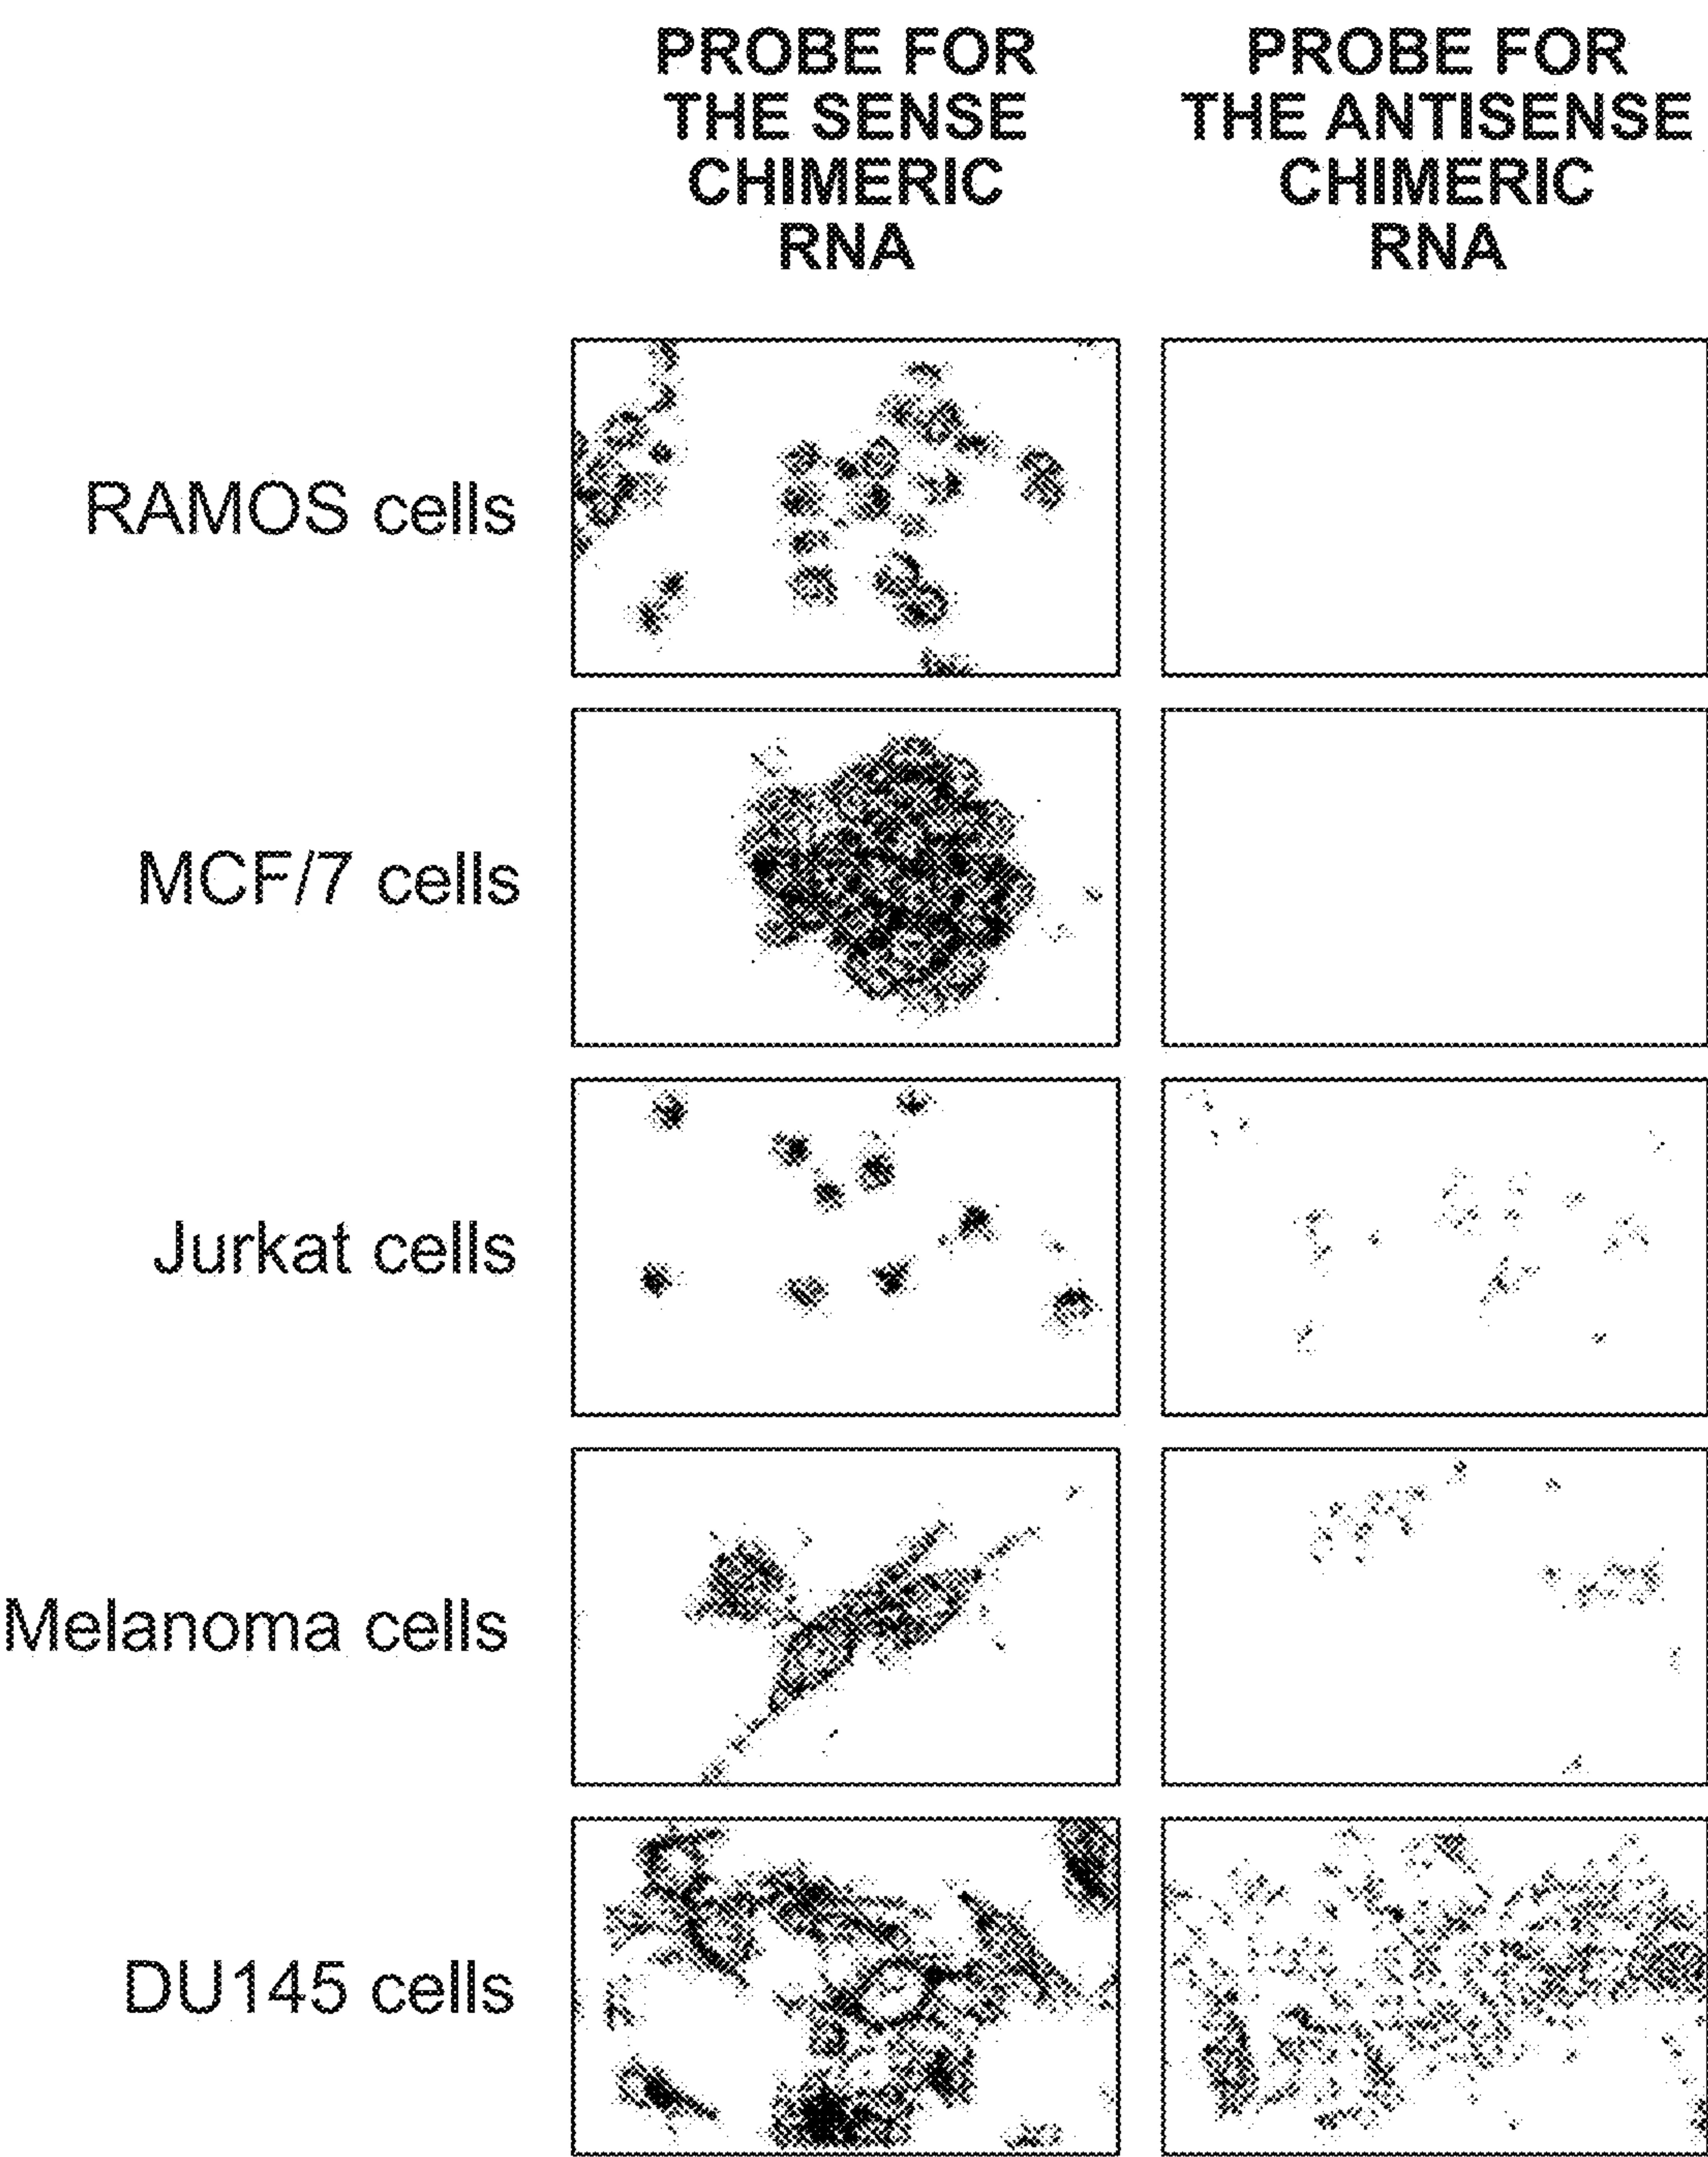 PROBE FOR
THE SENSE
CHIMERIC
RNA
PROBE FOR
THE ANTISENSE
CHIMERIC
RNA
RAMOS cells
MCF/7 cells
Jurkat cells
Melanoma cells
DU145 cells